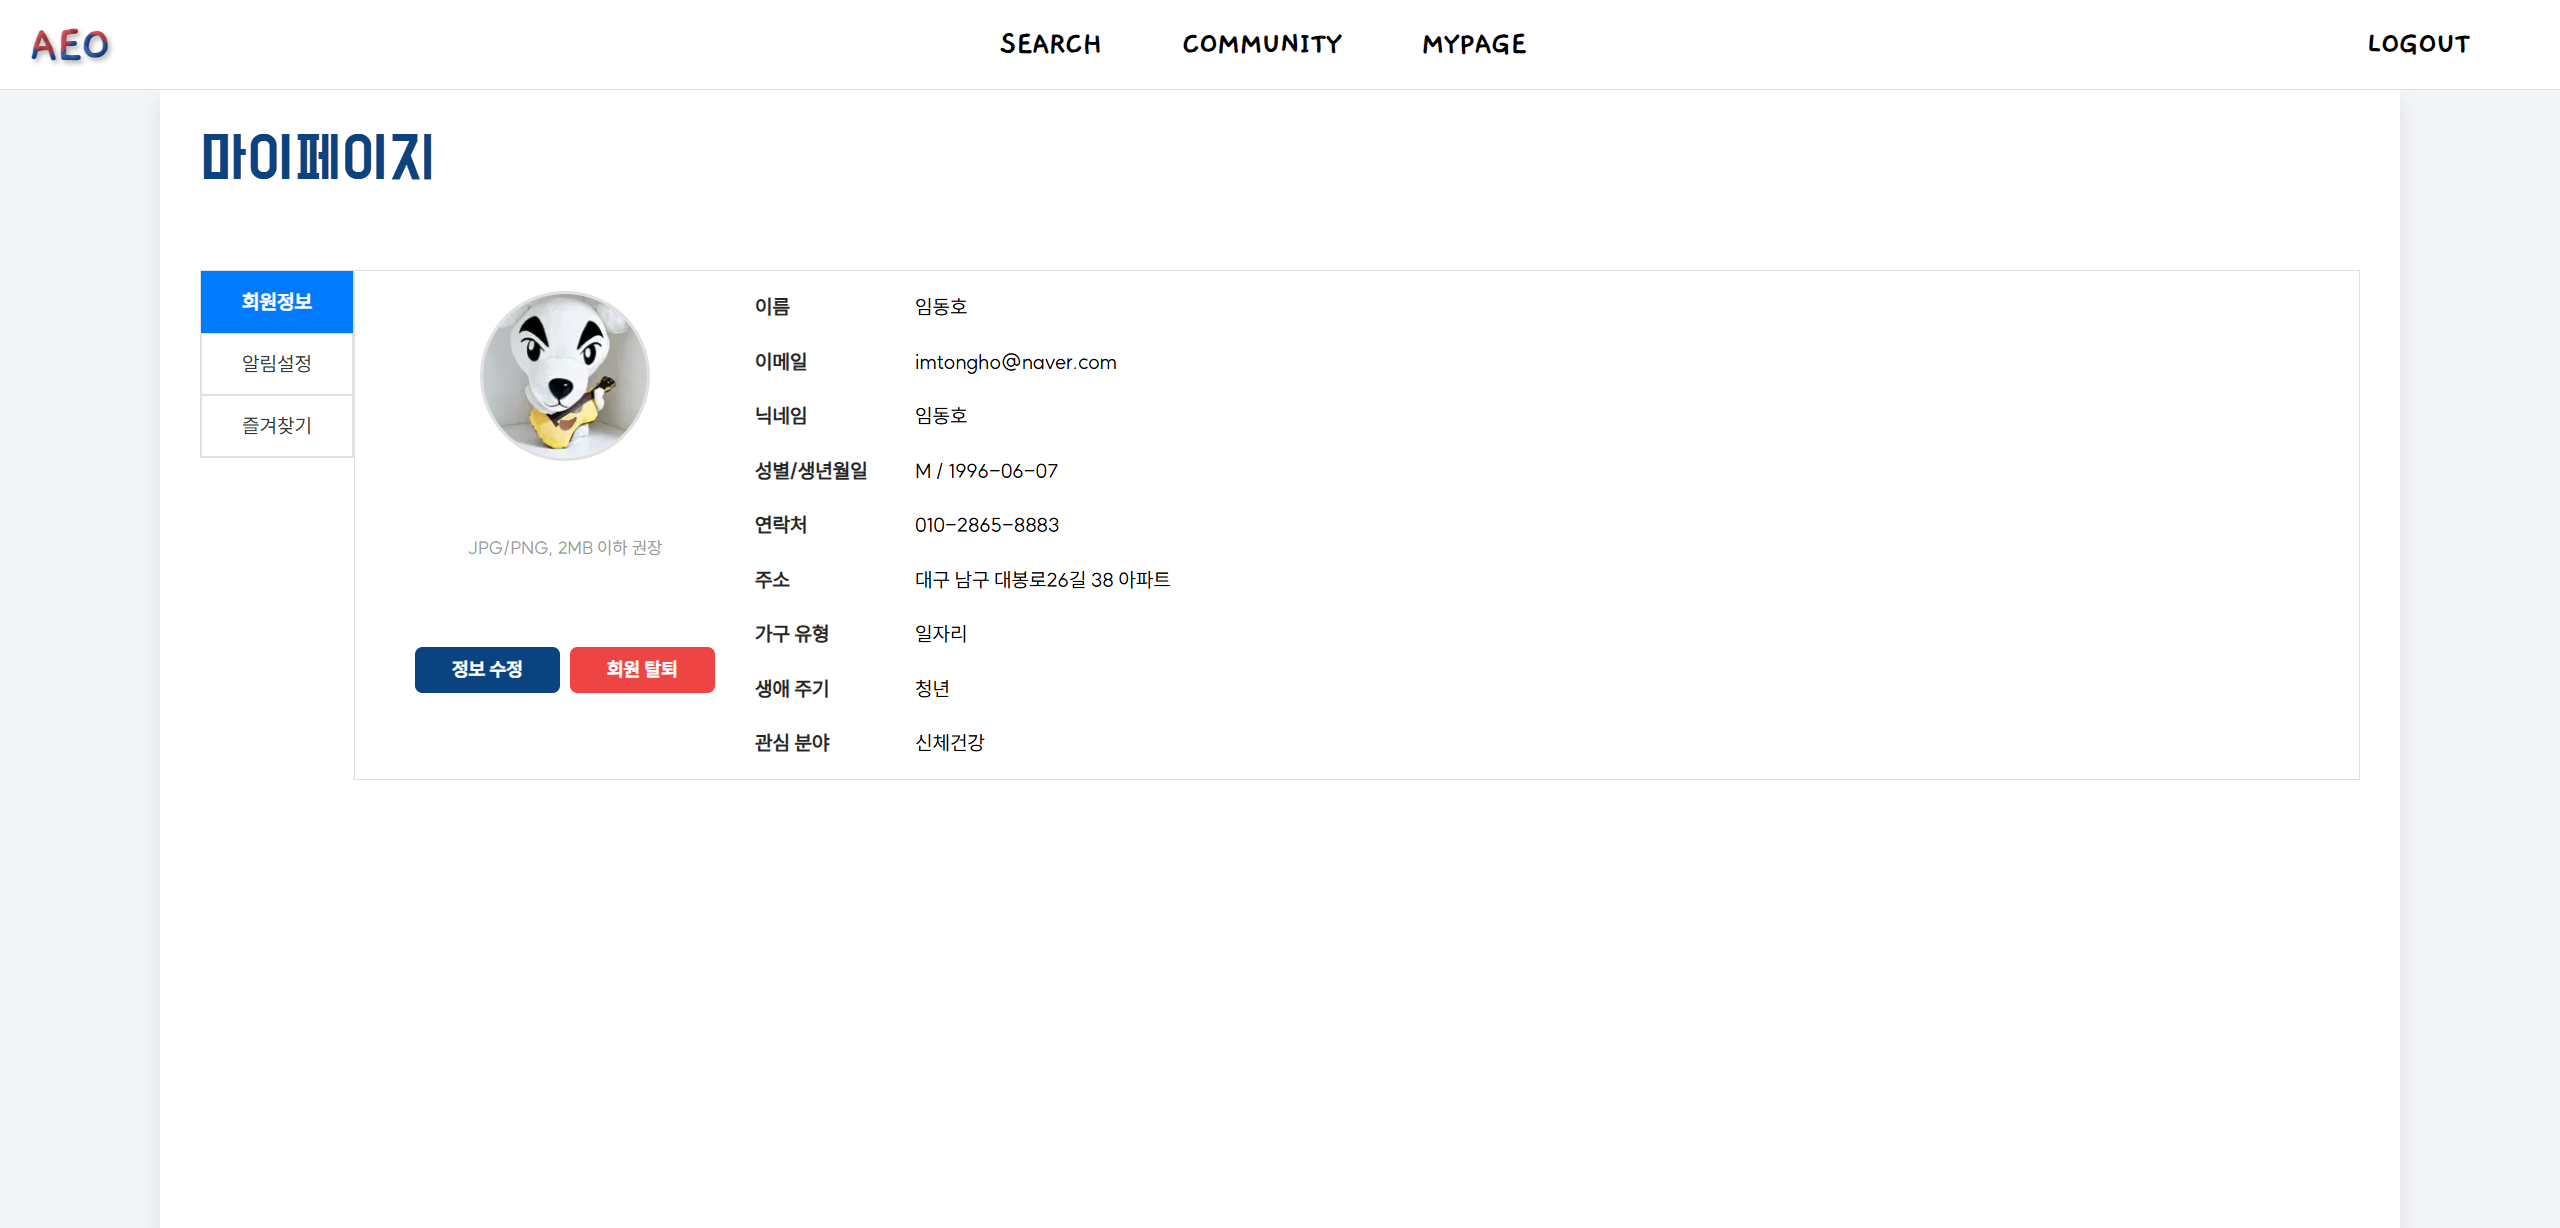 AEO
SEARCH COMMUNITY MYPAGE LOGOUT
마이페이지
회원정보
알림설정
즐겨찾기
JPG/PNG, 2MB 이하 권장
정보 수정 회원 탈퇴
이름 임동호
이메일 imtongho@naver.com
닉네임 임동호
성별/생년월일 M / 1996-06-07
연락처 010-2865-8883
주소 대구 남구 대봉로26길 38 아파트
가구 유형 일자리
생애 주기 청년
관심 분야 신체건강